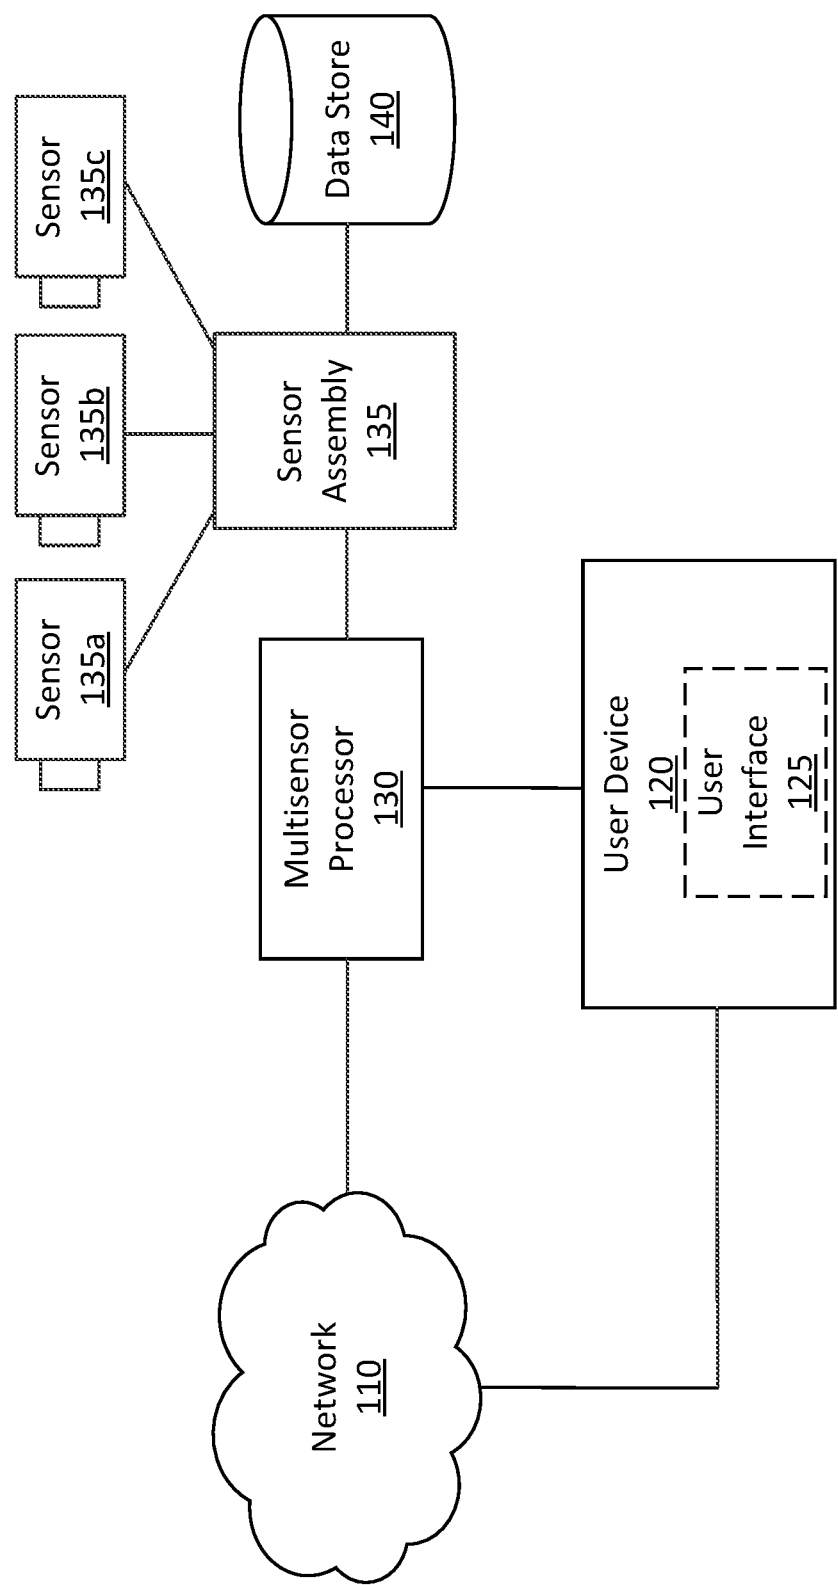 Sensor
135a
Sensor
135b
Sensor
135c
Network
110
Multisensor
Processor
130
Sensor
Assembly
135
Data Store
140
User Device
120
User
Interface
125